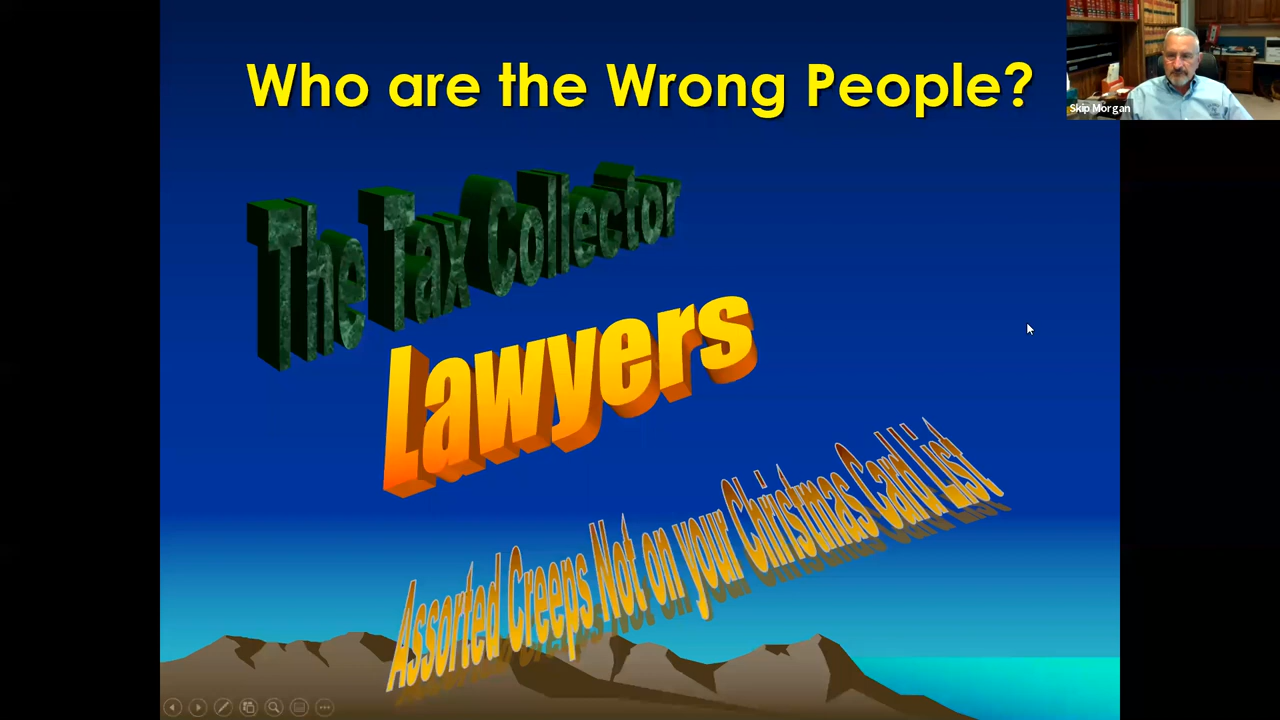 Who are the Wrong People?
Skip Morgan
The Tax Collector
Lawyers
Assorted Creeps Not on your Christmas Card List